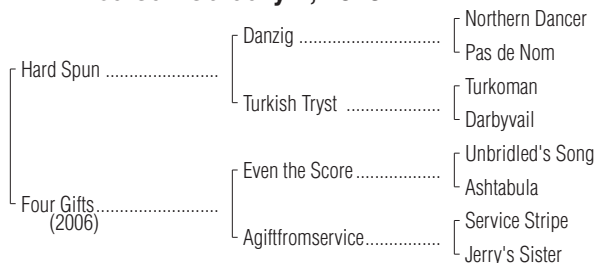 Northern Dancer
Danzig ..................................
Pas de Nom
Hard Spun ...........................
Turkoman
Turkish Tryst ......................
Darbyvail
Unbridled's Song
Even the Score....................
Ashtabula
Four Gifts.............................
(2006)
Service Stripe
Agiftfromservice..................
Jerry's Sister